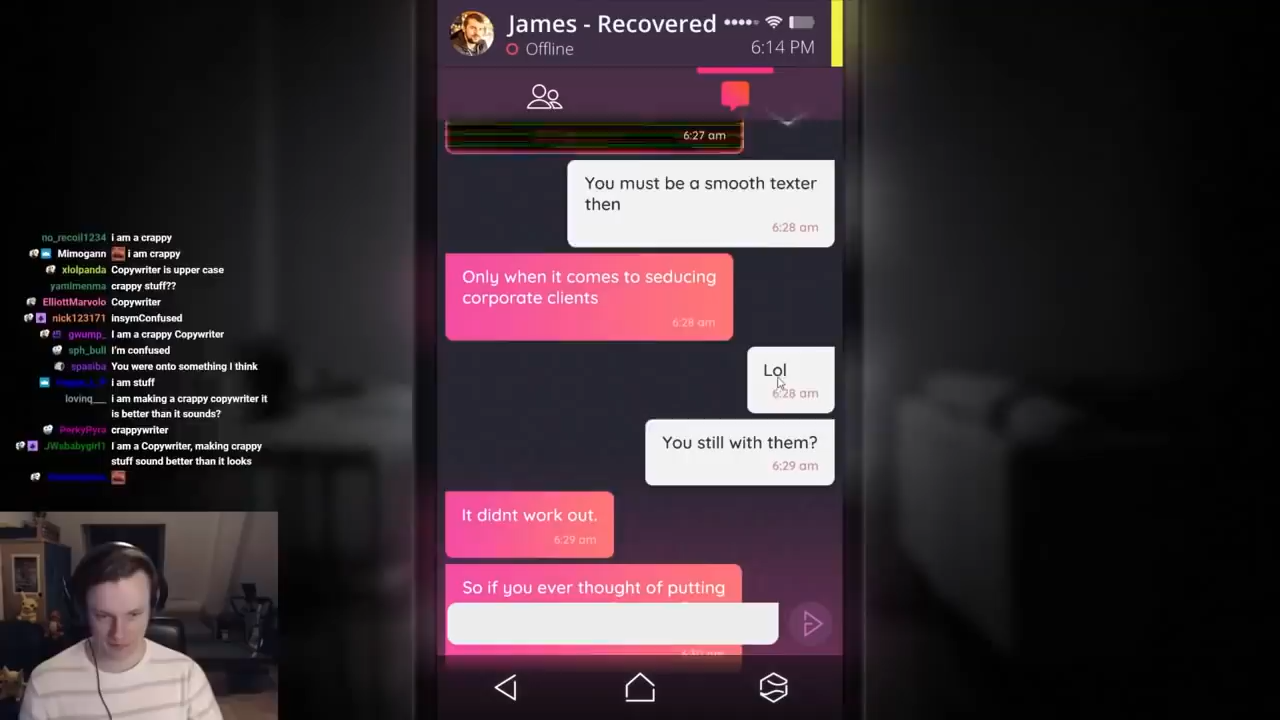 James - Recovered
Offline
6:14 PM
6:27 am
You must be a smooth texter
then
6:28 am
Only when it comes to seducing
corporate clients
6:28 am
Lol
6:28 am
You still with them?
6:29 am
It didnt work out.
6:29 am
So if you ever thought of putting
6:30 am
no_recoil1234 i am a crappy
Mimogann i am crappy
xlolpanda Copywriter is upper case
yamImenma crappy stuff??
ElliottMarvolo Copywriter
nick123171 insymConfused
gwump_ I am a crappy Copywriter
sph_bull I'm confused
spasiba You were onto something I think
i am stuff
lovinq__ i am making a crappy copywriter it
is better than it sounds?
PerkyPyra crappywriter
JWsbabygirl1 I am a Copywriter, making crappy
stuff sound better than it looks